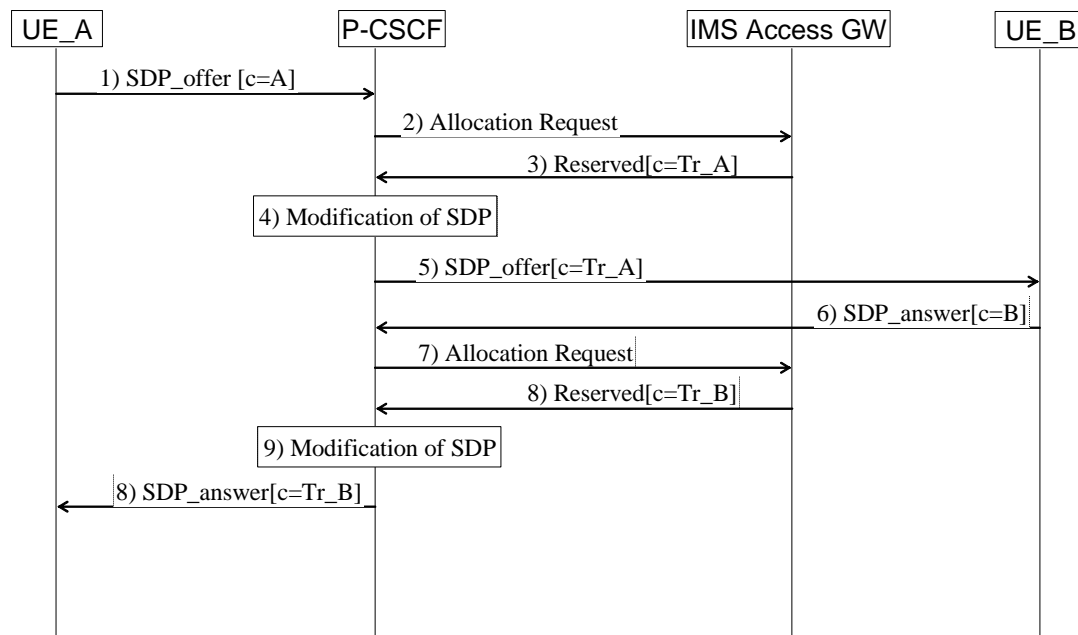 UE_A
P-CSCF
IMS Access GW
UE_B
1) SDP_offer [c=A]
2) Allocation Request
3) Reserved[c=Tr_A]
4) Modification of SDP
5) SDP_offer[c=Tr_A]
6) SDP_answer[c=B]
7) Allocation Request
8) Reserved[c=Tr_B]
9) Modification of SDP
8) SDP_answer[c=Tr_B]